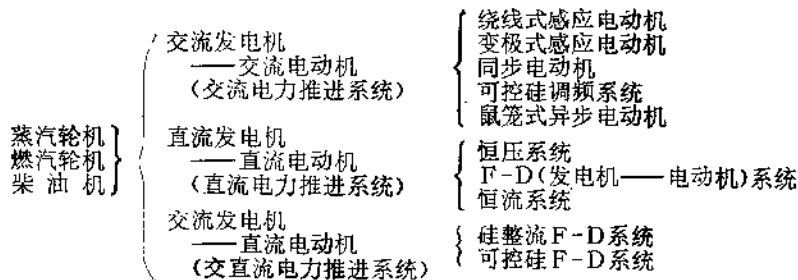 蒸汽轮机
燃汽轮机
柴油机
交流发电机
——交流电动机
(交流电力推进系统)
绕线式感应电动机
变极式感应电动机
同步电动机
可控硅调频系统
鼠笼式异步电动机
直流发电机
——直流电动机
(直流电力推进系统)
恒压系统
F-D(发电机——电动机)系统
恒流系统
交流发电机
——直流电动机
(交直流电力推进系统)
硅整流F-D系统
可控硅F-D系统